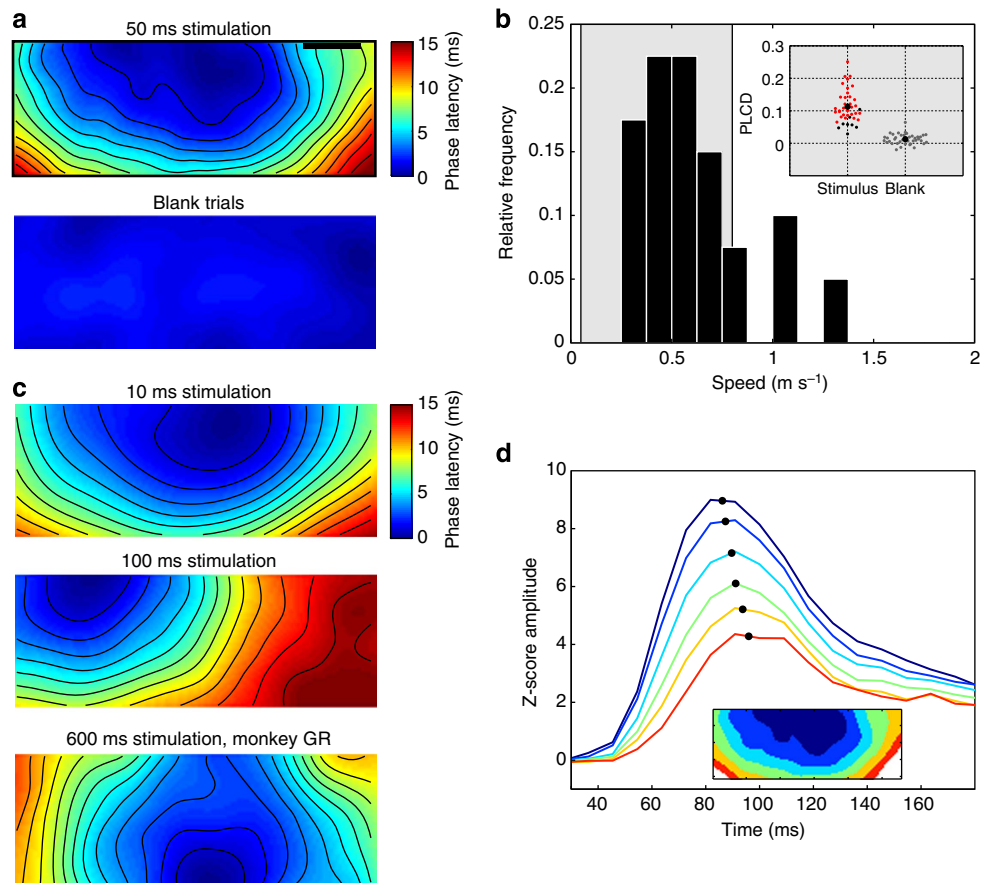 a
50 ms stimulation
15
10
5
0
Phase latency (ms)
Blank trials
b
0.25
0.2
0.15
0.1
0.05
0
Relative frequency
0
0.5
1
1.5
2
Speed (m s⁻¹)
0.3
0.2
0.1
0
PLCD
Stimulus Blank
c
10 ms stimulation
15
10
5
0
Phase latency (ms)
100 ms stimulation
600 ms stimulation, monkey GR
d
10
8
6
4
2
0
Z-score amplitude
40
60
80
100
120
140
160
Time (ms)